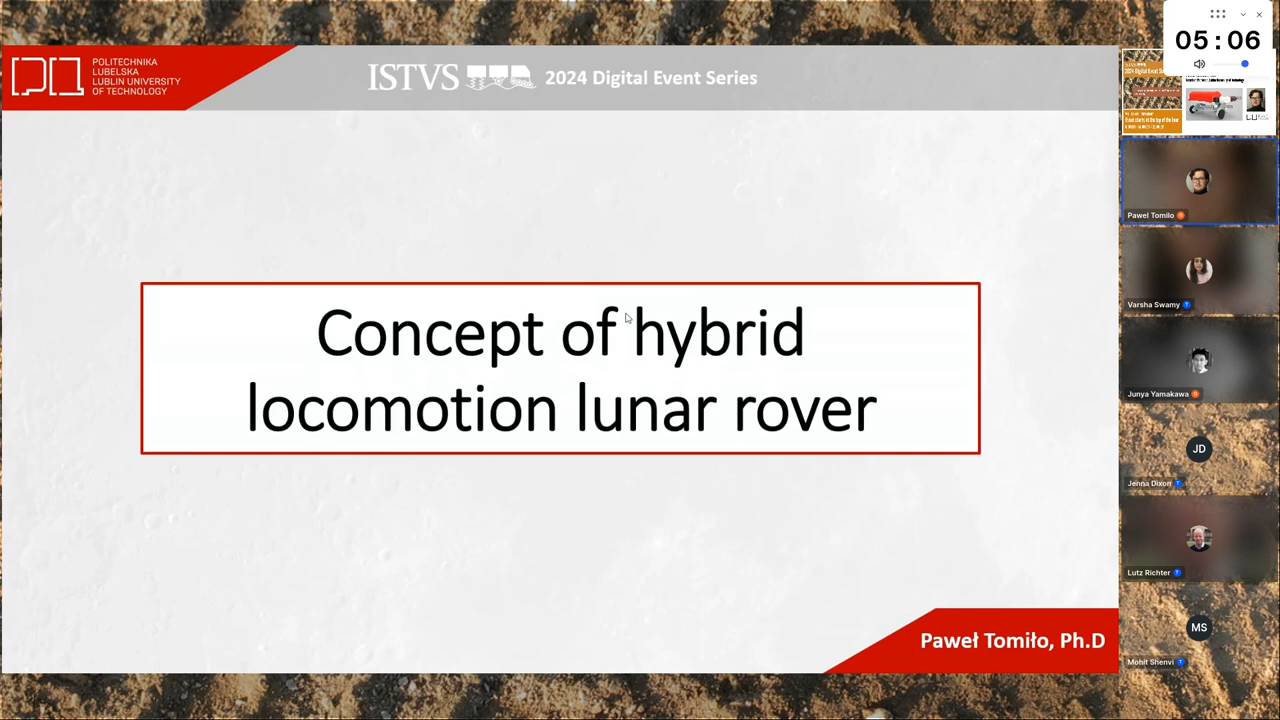 POLITECHNIKA
LUBELSKA
LUBLIN UNIVERSITY
OF TECHNOLOGY
ISTVS
2024 Digital Event Series
Concept of hybrid
locomotion lunar rover
Paweł Tomiło, Ph.D
05:06
Pawel Tomilo
Varsha Swamy
Junya Yamakawa
JD
Jenna Dixon
Lutz Richter
MS
Mohit Shenvi